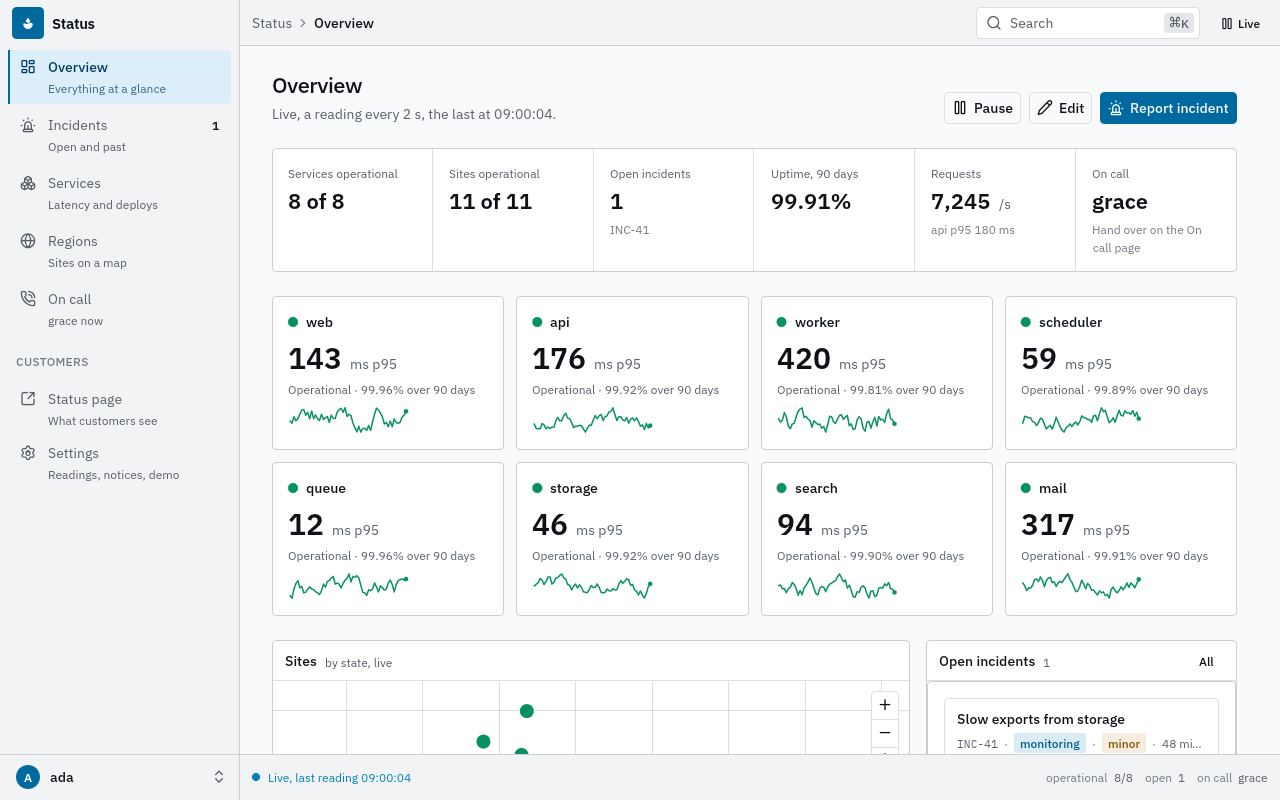 Status
Overview
Everything at a glance
Incidents 1
Open and past
Services
Latency and deploys
Regions
Sites on a map
On call
grace now
CUSTOMERS
Status page
What customers see
Settings
Readings, notices, demo
A ada
Status > Overview
Search ⌘K
Live
Overview
Live, a reading every 2 s, the last at 09:00:04.
Pause
Edit
Report incident
Services operational
8 of 8
Sites operational
11 of 11
Open incidents
1
INC-41
Uptime, 90 days
99.91%
Requests
7,245 /s
api p95 180 ms
On call
grace
Hand over on the On
call page
web
143 ms p95
Operational · 99.96% over 90 days
api
176 ms p95
Operational · 99.92% over 90 days
worker
420 ms p95
Operational · 99.81% over 90 days
scheduler
59 ms p95
Operational · 99.89% over 90 days
queue
12 ms p95
Operational · 99.96% over 90 days
storage
46 ms p95
Operational · 99.92% over 90 days
search
94 ms p95
Operational · 99.90% over 90 days
mail
317 ms p95
Operational · 99.91% over 90 days
Sites by state, live
+
−
Open incidents 1
All
Slow exports from storage
INC-41 · monitoring · minor · 48 mi…
Live, last reading 09:00:04
operational 8/8 open 1 on call grace